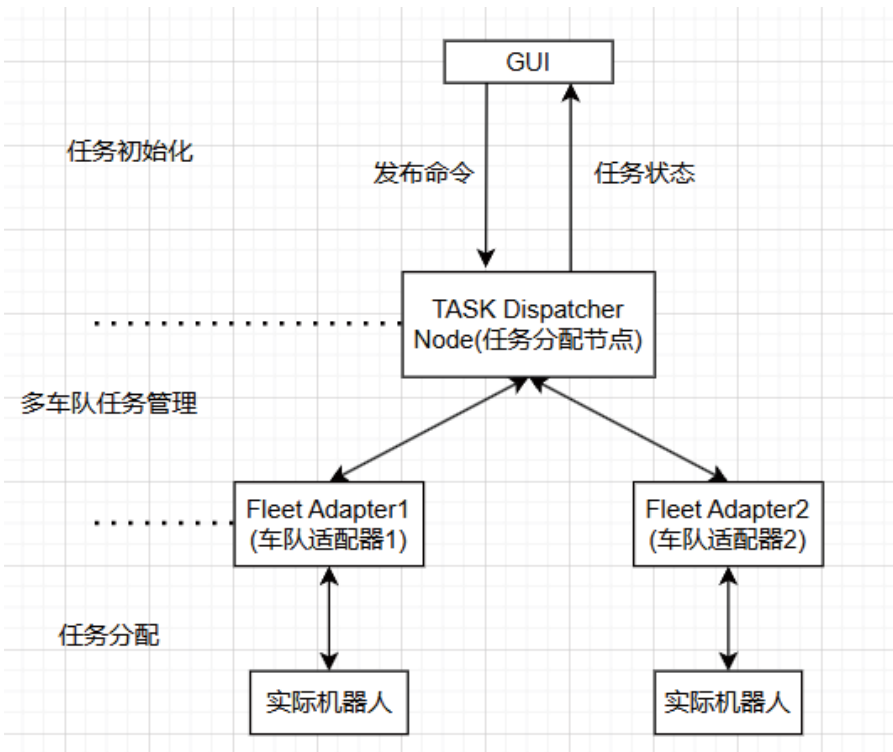 GUI
任务初始化
发布命令
任务状态
TASK Dispatcher
Node(任务分配节点)
多车队任务管理
Fleet Adapter1
(车队适配器1)
Fleet Adapter2
(车队适配器2)
任务分配
实际机器人
实际机器人